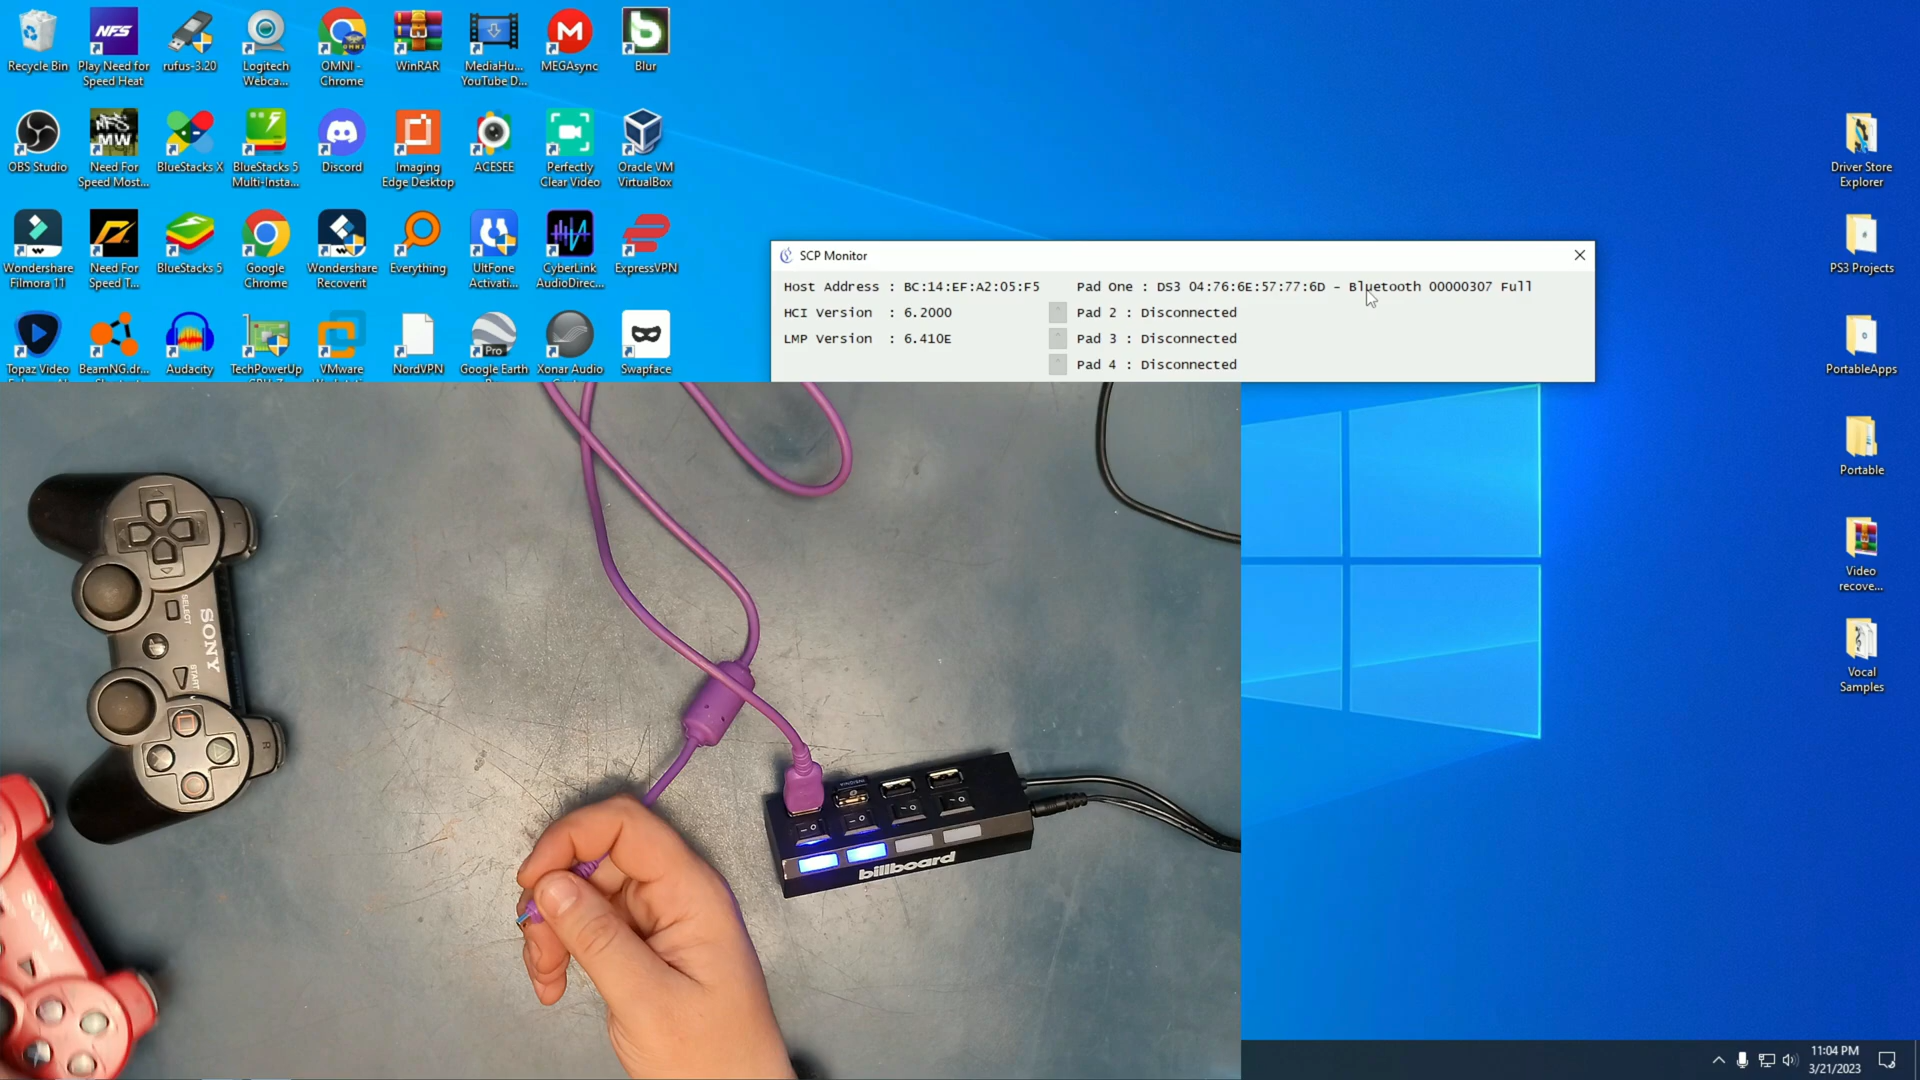 Recycle Bin
Play Need for
Speed Heat
rufus-3.20
Logitech
Webca...
OMNI -
Chrome
WinRAR
MediaHu...
YouTube D...
MEGAsync
Blur
OBS Studio
Need For
Speed Most...
BlueStacks X
BlueStacks 5
Multi-Insta...
Discord
Imaging
Edge Desktop
ACESEE
Perfectly
Clear Video
Oracle VM
VirtualBox
Wondershare
Filmora 11
Need For
Speed T...
BlueStacks 5
Google
Chrome
Wondershare
Recoverit
Everything
UltFone
Activati...
CyberLink
AudioDirec...
ExpressVPN
Topaz Video
BeamNG.dr...
Audacity
TechPowerUp
VMware
NordVPN
Google Earth
Xonar Audio
Swapface
NFS
NFS
MW
Pro
SCP Monitor
Host Address : BC:14:EF:A2:05:F5
HCI Version : 6.2000
LMP Version : 6.410E
Pad One : DS3 04:76:6E:57:77:6D - Bluetooth 00000307 Full
Pad 2 : Disconnected
Pad 3 : Disconnected
Pad 4 : Disconnected
Driver Store
Explorer
PS3 Projects
PortableApps
Portable
Video
recove...
Vocal
Samples
SELECT
SONY
START
L
R
SONY
billboard
11:04 PM
3/21/2023